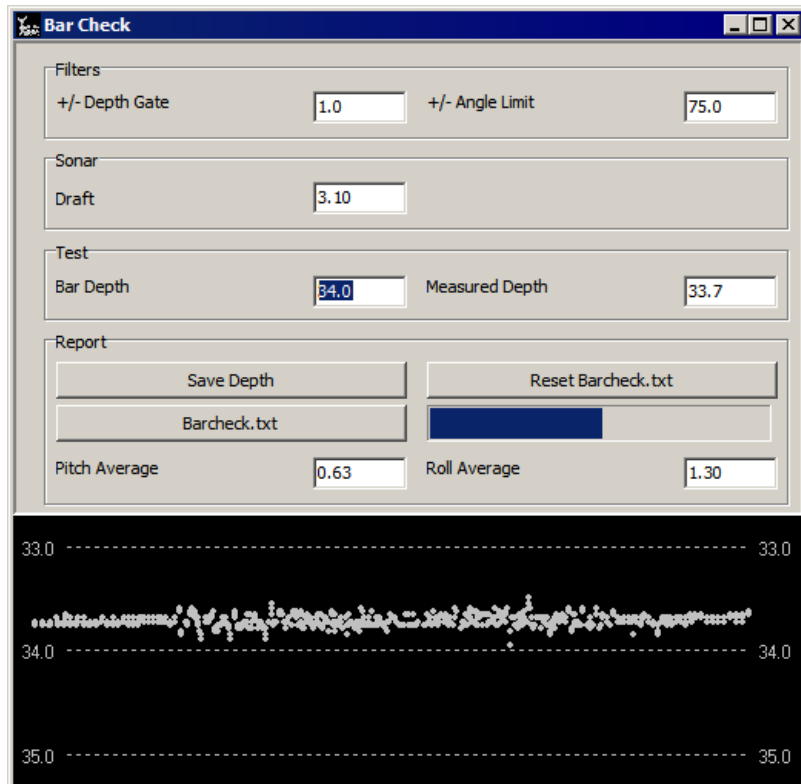 Bar Check
Filters
+/- Depth Gate 1.0 +/- Angle Limit 75.0
Sonar
Draft 3.10
Test
Bar Depth 34.0 Measured Depth 33.7
Report
Save Depth Reset Barcheck.txt
Barcheck.txt
Pitch Average 0.63 Roll Average 1.30
33.0 33.0
34.0 34.0
35.0 35.0